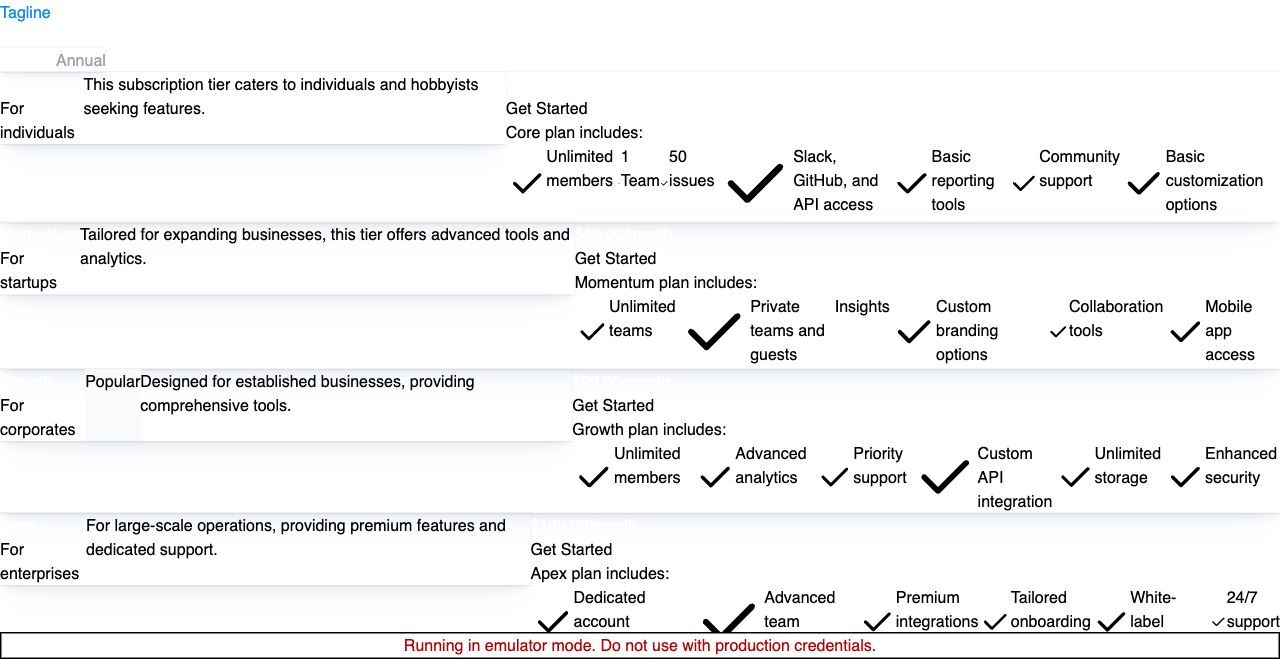 Tagline
Annual
For
individuals
This subscription tier caters to individuals and hobbyists
seeking features.
Get Started
Core plan includes:
Unlimited
members
1
Team
50
issues
Slack,
GitHub, and
API access
Basic
reporting
tools
Community
support
Basic
customization
options
For
startups
Tailored for expanding businesses, this tier offers advanced tools and
analytics.
Get Started
Momentum plan includes:
Unlimited
teams
Private
teams and
guests
Insights
Custom
branding
options
Collaboration
tools
Mobile
app
access
For
corporates
Popular
Designed for established businesses, providing
comprehensive tools.
Get Started
Growth plan includes:
Unlimited
members
Advanced
analytics
Priority
support
Custom
API
integration
Unlimited
storage
Enhanced
security
For
enterprises
For large-scale operations, providing premium features and
dedicated support.
Get Started
Apex plan includes:
Dedicated
account
Advanced
team
Premium
integrations
Tailored
onboarding
White-
label
24/7
support
Running in emulator mode. Do not use with production credentials.